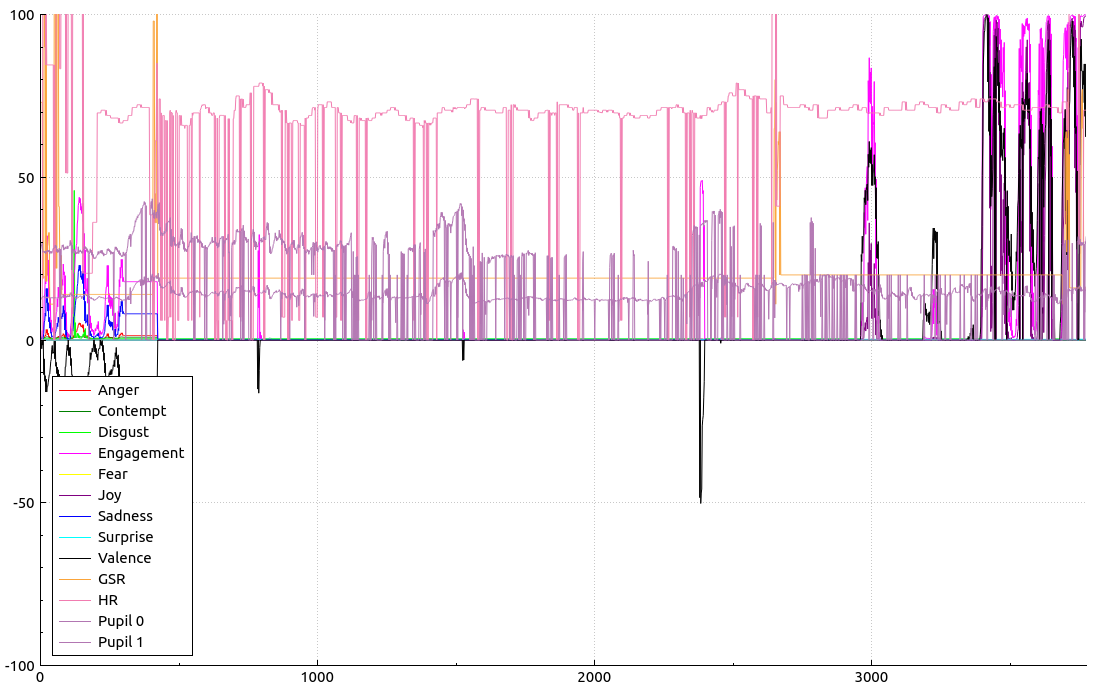 100
50
0
-50
-100
Anger
Contempt
Disgust
Engagement
Fear
Joy
Sadness
Surprise
Valence
GSR
HR
Pupil 0
Pupil 1
0
1000
2000
3000